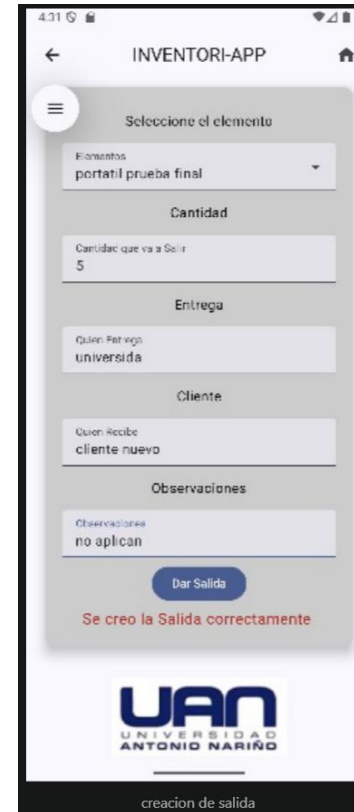 4:31
INVENTORI-APP
Seleccione el elemento
Elementos
portatil prueba final
Cantidad
Cantidad que va a Salir
5
Entrega
Quien Entrega
universida
Cliente
Quien Recibe
cliente nuevo
Observaciones
Observaciones
no aplican
Dar Salida
Se creo la Salida correctamente
UAN
UNIVERSIDAD
ANTONIO NARIÑO
creacion de salida